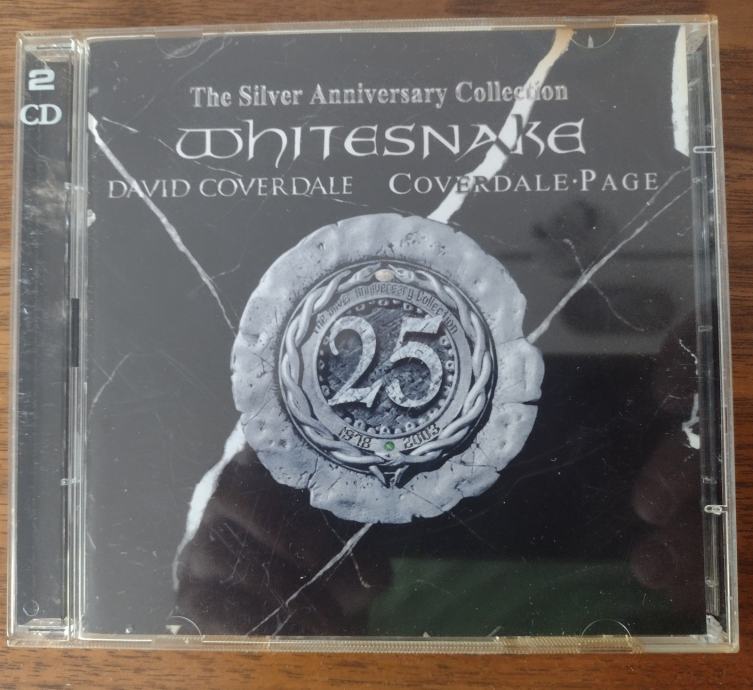 2
CD
The Silver Anniversary Collection
WHITESNAKE
DAVID COVERDALE COVERDALE·PAGE
The Silver Anniversary Collection
25
1978 2003